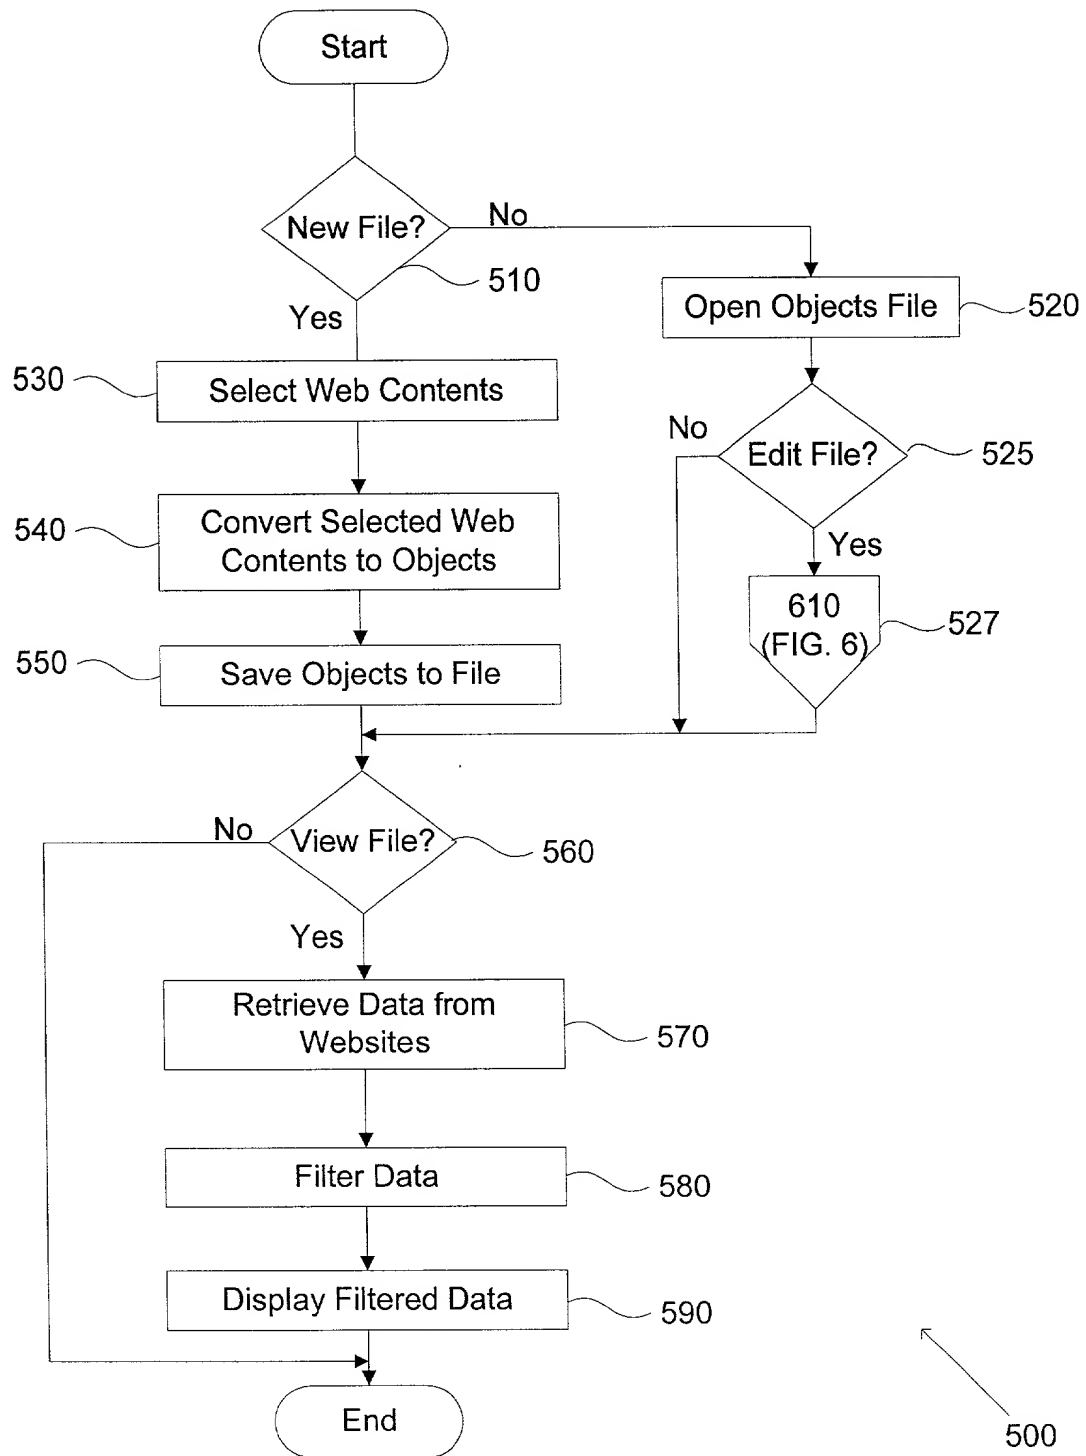 Start
New File?
No
510
Yes
Open Objects File
520
530
Select Web Contents
No
Edit File?
525
540
Convert Selected Web
Contents to Objects
Yes
610
(FIG. 6)
527
550
Save Objects to File
No
View File?
560
Yes
Retrieve Data from
Websites
570
Filter Data
580
Display Filtered Data
590
End
500